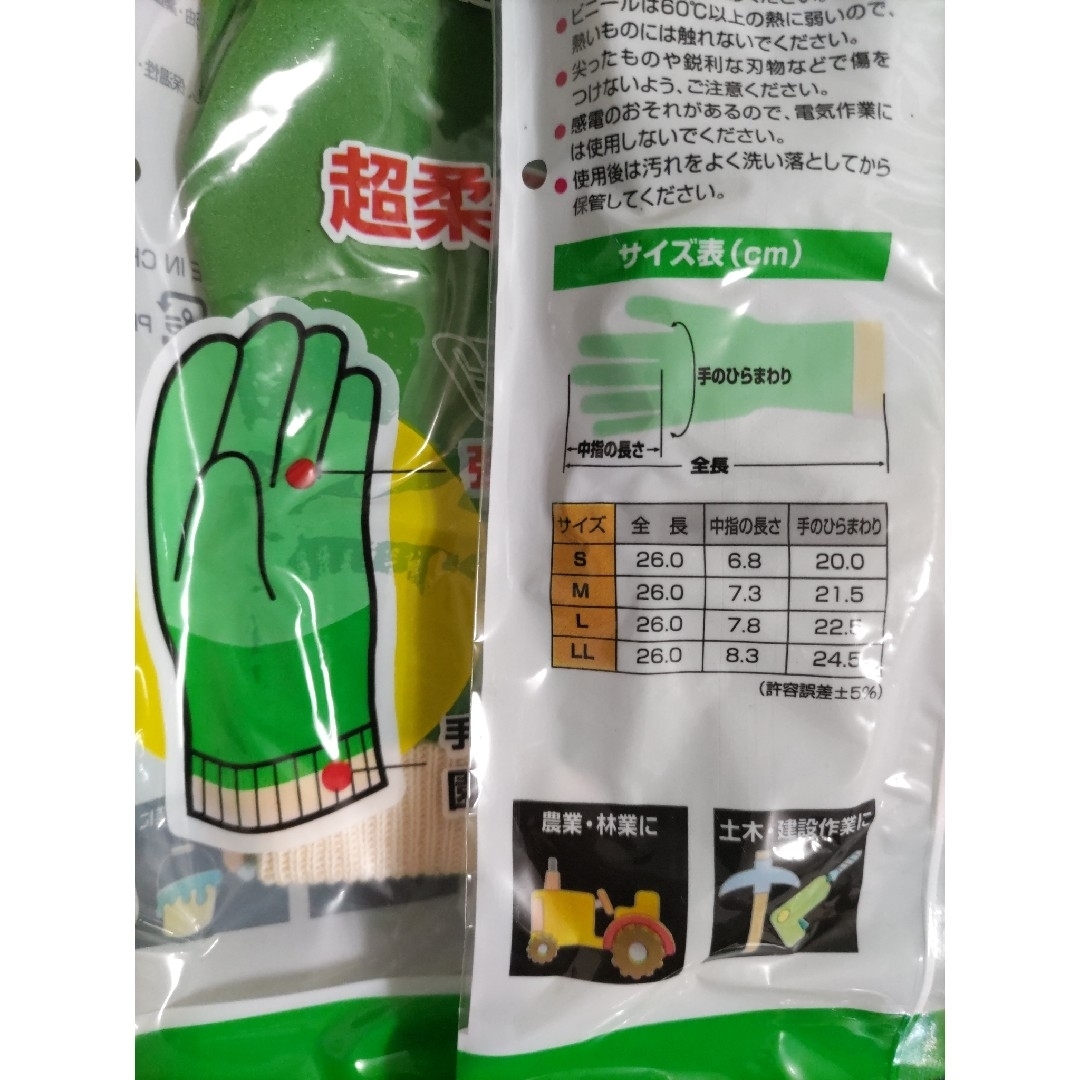 ビニールは60℃以上の熱に弱いので、
熱いものには触れないでください。
尖ったものや鋭利な刃物などで傷を
つけないよう、ご注意ください。
感電のおそれがあるので、電気作業に
は使用しないでください。
使用後は汚れをよく洗い落としてから
保管してください。
超柔
サイズ表(cm)
手のひらまわり
中指の長さ
全長
サイズ 全 長 中指の長さ 手のひらまわり
S 26.0 6.8 20.0
M 26.0 7.3 21.5
L 26.0 7.8 22.5
LL 26.0 8.3 24.5
(許容誤差±5%)
手
農業・林業に
土木・建設作業に